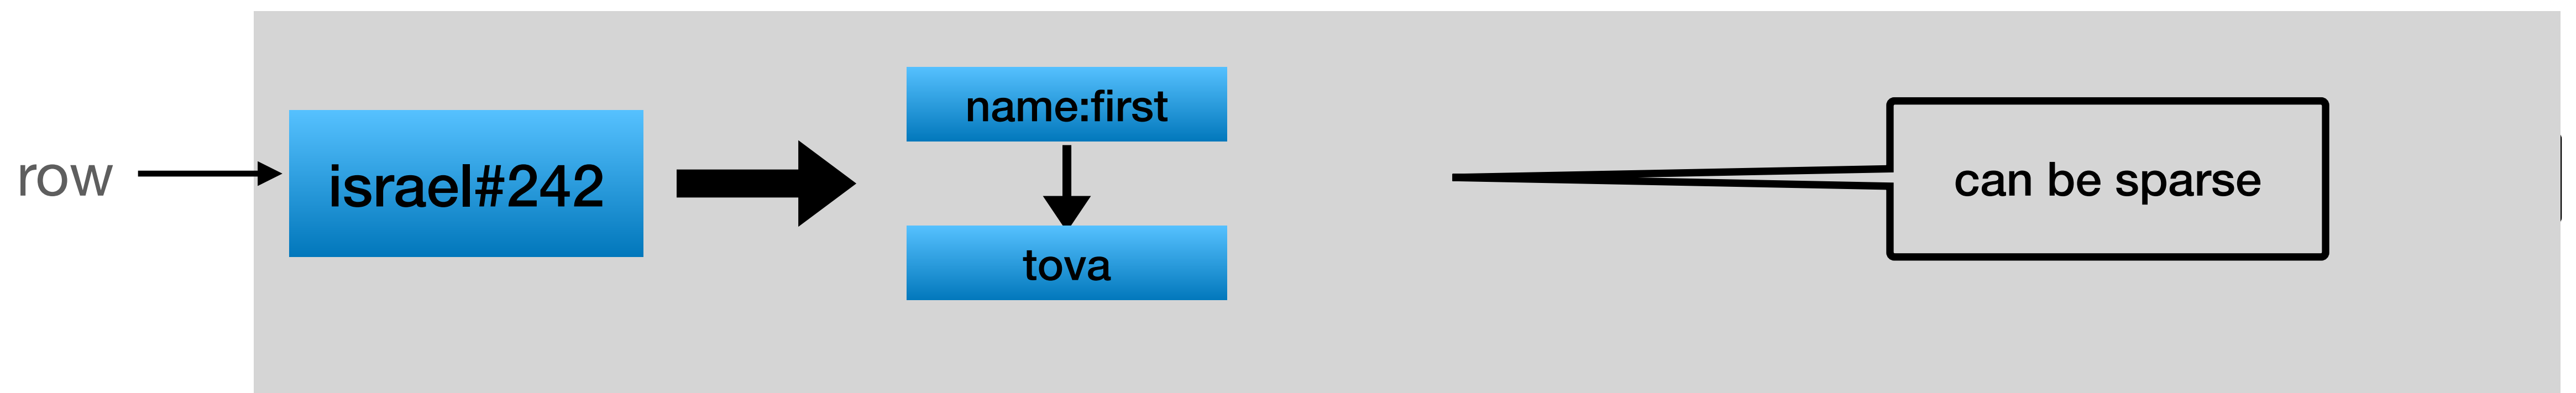 row
israel#242
name:first
tova
can be sparse